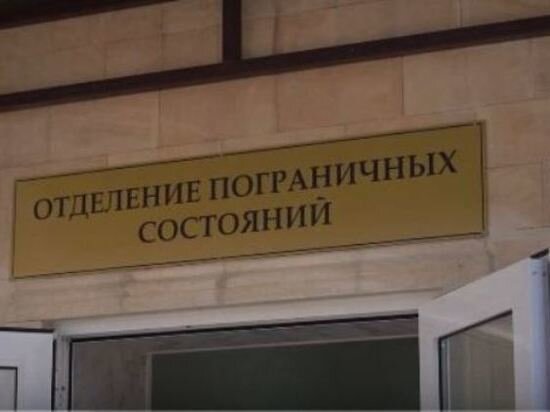 ОТДЕЛЕНИЕ ПОГРАНИЧНЫХ
СОСТОЯНИЙ